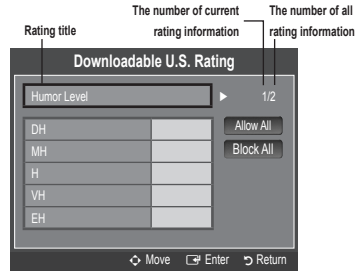 The number of current rating information
The number of all rating information
Rating title
Downloadable U.S. Rating
Humor Level ▶ 1/2
DH
MH
H
VH
EH
Allow All
Block All
Move Enter Return